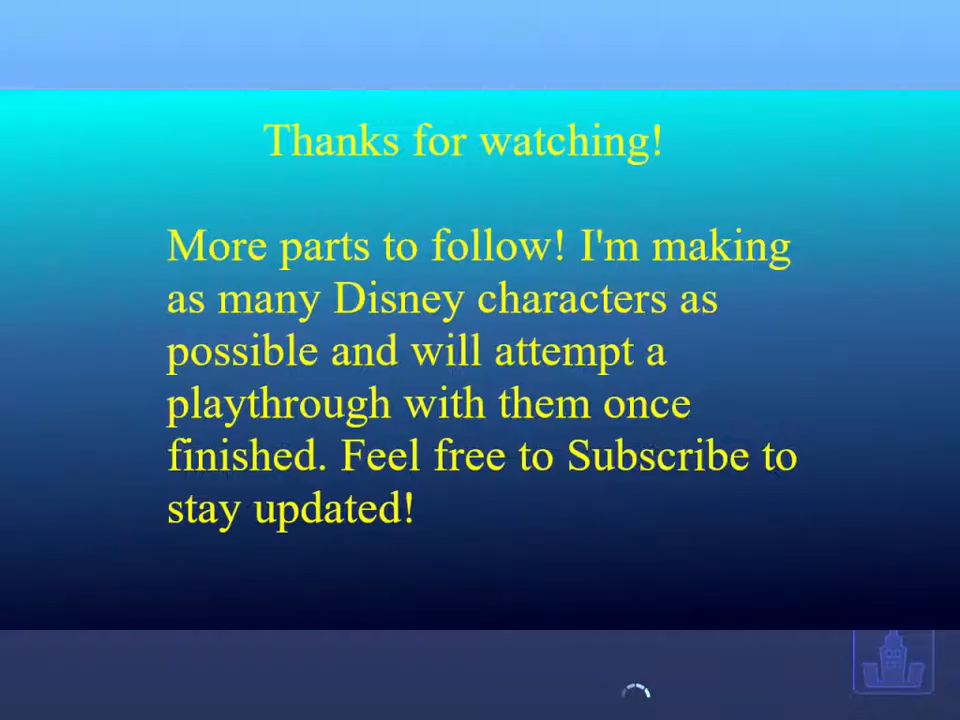 Thanks for watching!
More parts to follow! I'm making
as many Disney characters as
possible and will attempt a
playthrough with them once
finished. Feel free to Subscribe to
stay updated!